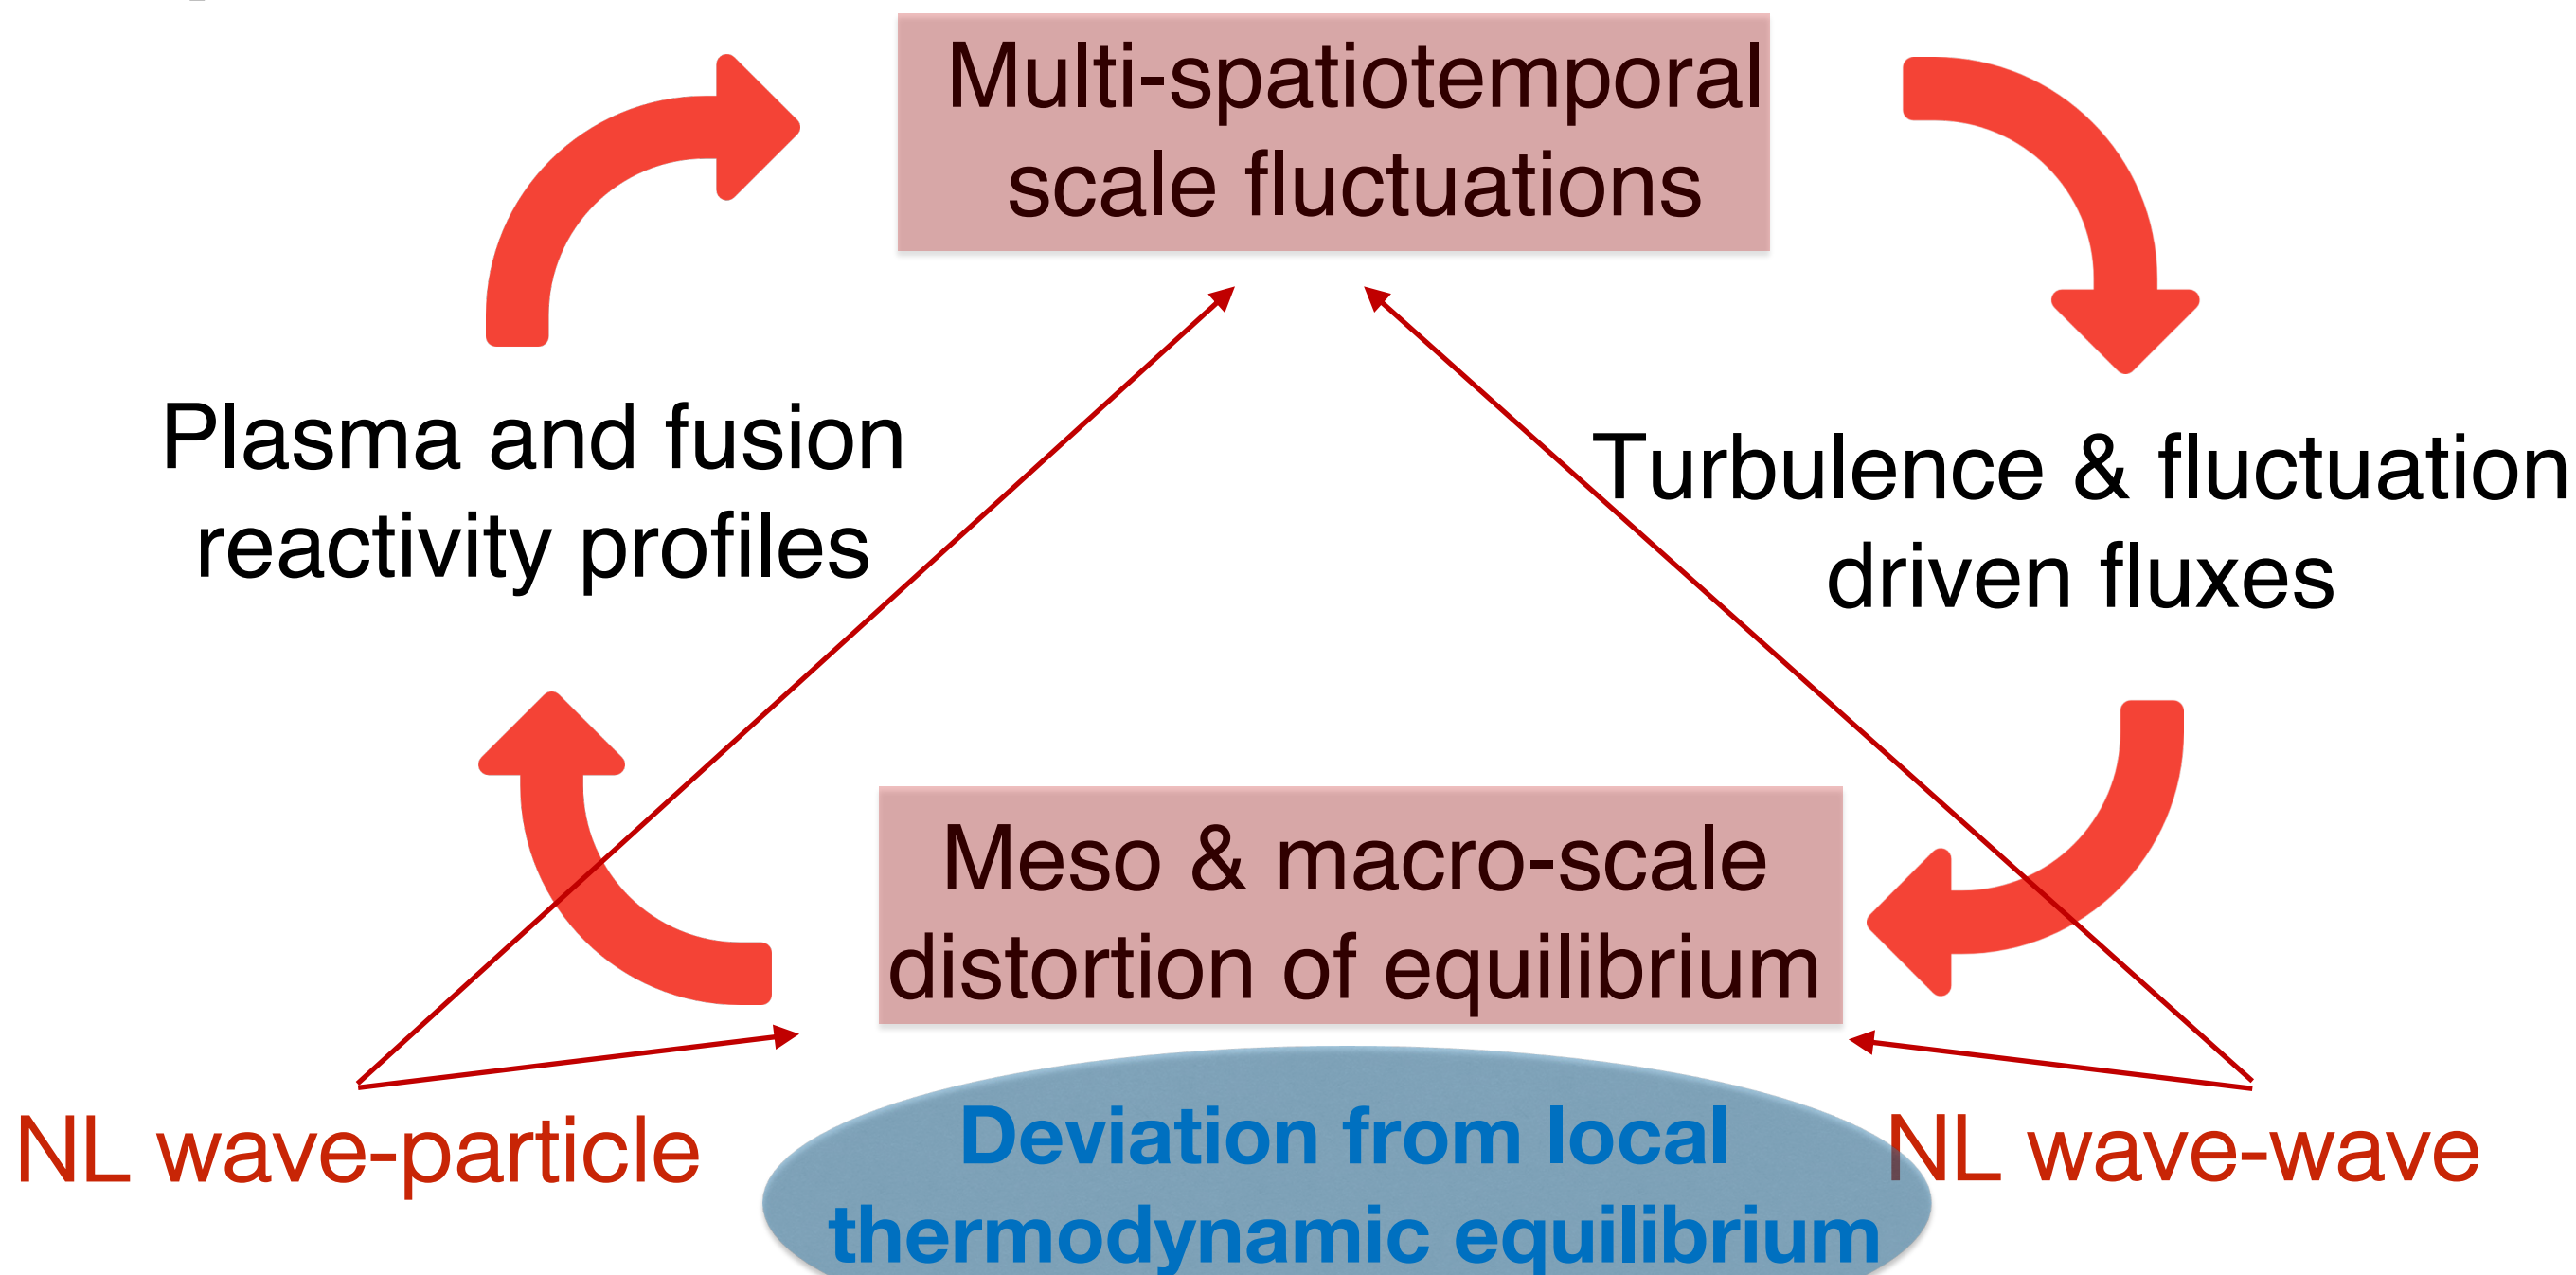 Multi-spatiotemporal
scale fluctuations
Plasma and fusion
reactivity profiles
Turbulence & fluctuation
driven fluxes
Meso & macro-scale
distortion of equilibrium
NL wave-particle
Deviation from local
thermodynamic equilibrium
NL wave-wave